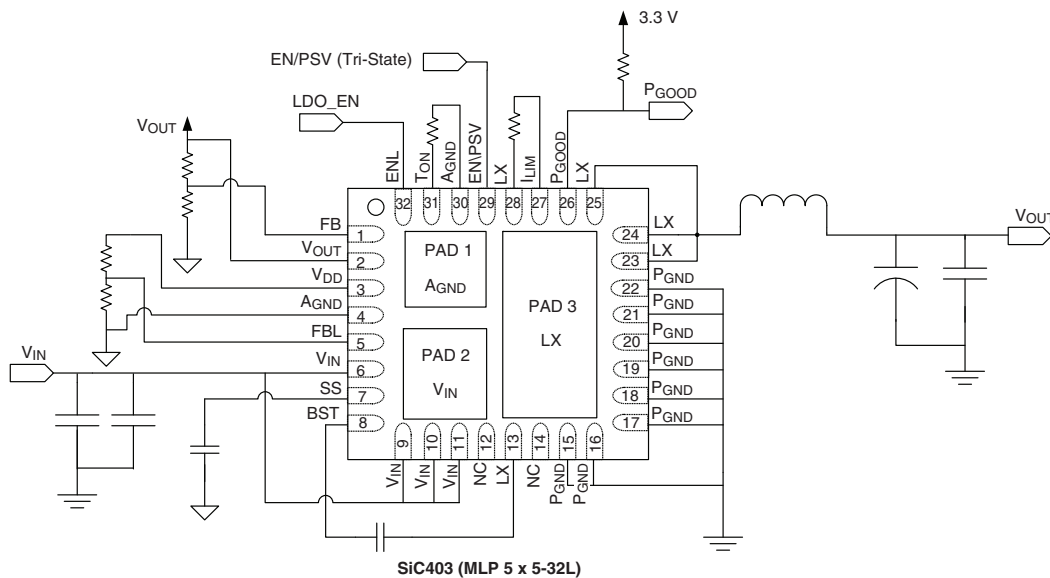 3.3 V
EN/PSV (Tri-State)
PGOOD
LDO_EN
VOUT
ENL
TON
AGND
EN\PSV
LX
ILIM
PGOOD
LX
32
31
30
29
28
27
26
25
FB
1
VOUT
2
VDD
3
AGND
4
FBL
5
VIN
VIN
6
SS
7
BST
8
PAD 1
AGND
PAD 2
VIN
PAD 3
LX
24
LX
23
LX
22
PGND
21
PGND
20
PGND
19
PGND
18
PGND
17
PGND
VOUT
9
10
11
12
13
14
15
16
VIN
VIN
VIN
NC
LX
NC
PGND
PGND
SiC403 (MLP 5 x 5-32L)